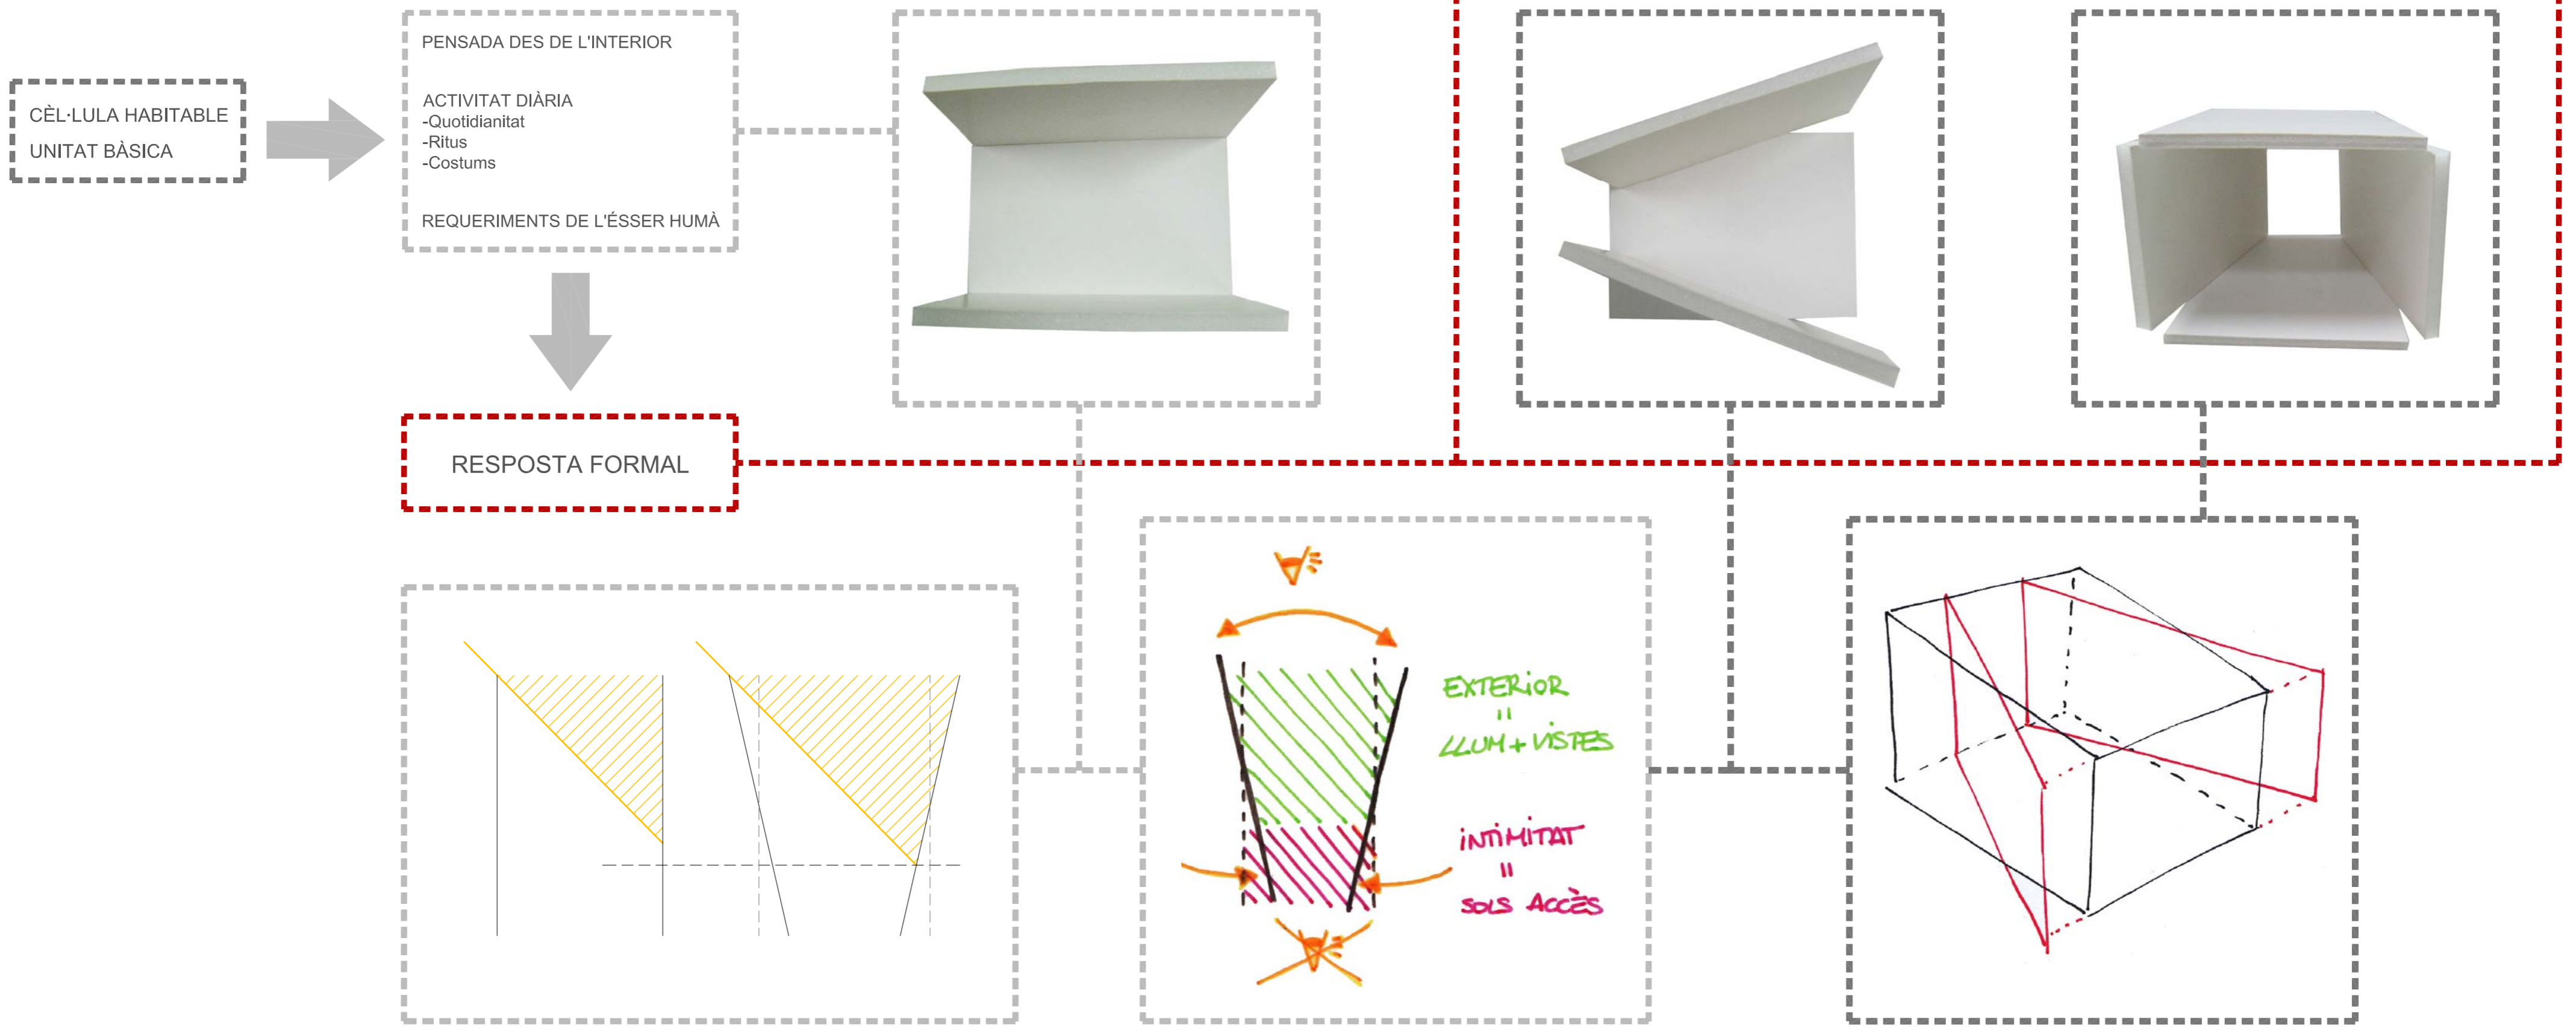 CÈL·LULA HABITABLE
UNITAT BÀSICA
PENSADA DES DE L'INTERIOR
ACTIVITAT DIÀRIA
-Quotidianitat
-Ritus
-Costums
REQUERIMENTS DE L'ÉSSER HUMÀ
RESPOSTA FORMAL
EXTERiOR
=
LLUM + ViSTES
iNTiMiTAT
=
SOLS ACCÈS